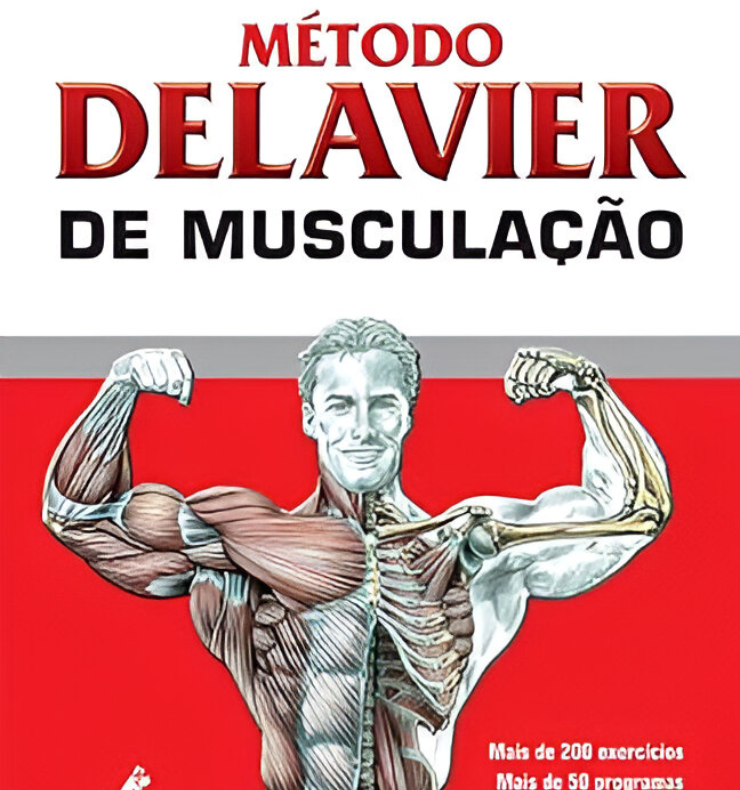 MÉTODO
DELAVIER
DE MUSCULAÇÃO
Mais de 200 exercícios
Mais de 50 programas